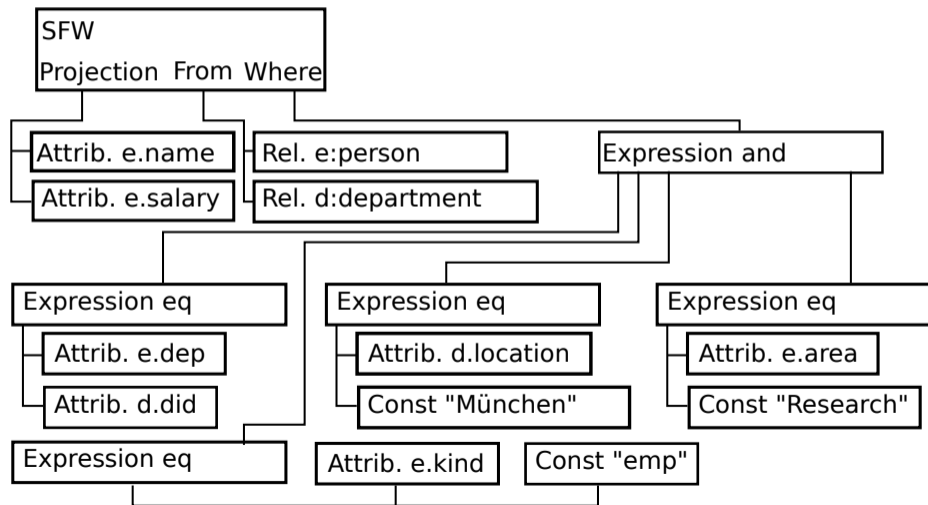 SFW
Projection From Where
Attrib. e.name
Rel. e:person
Expression and
Attrib. e.salary
Rel. d:department
Expression eq
Expression eq
Expression eq
Attrib. e.dep
Attrib. d.location
Attrib. e.area
Attrib. d.did
Const "München"
Const "Research"
Expression eq
Attrib. e.kind
Const "emp"